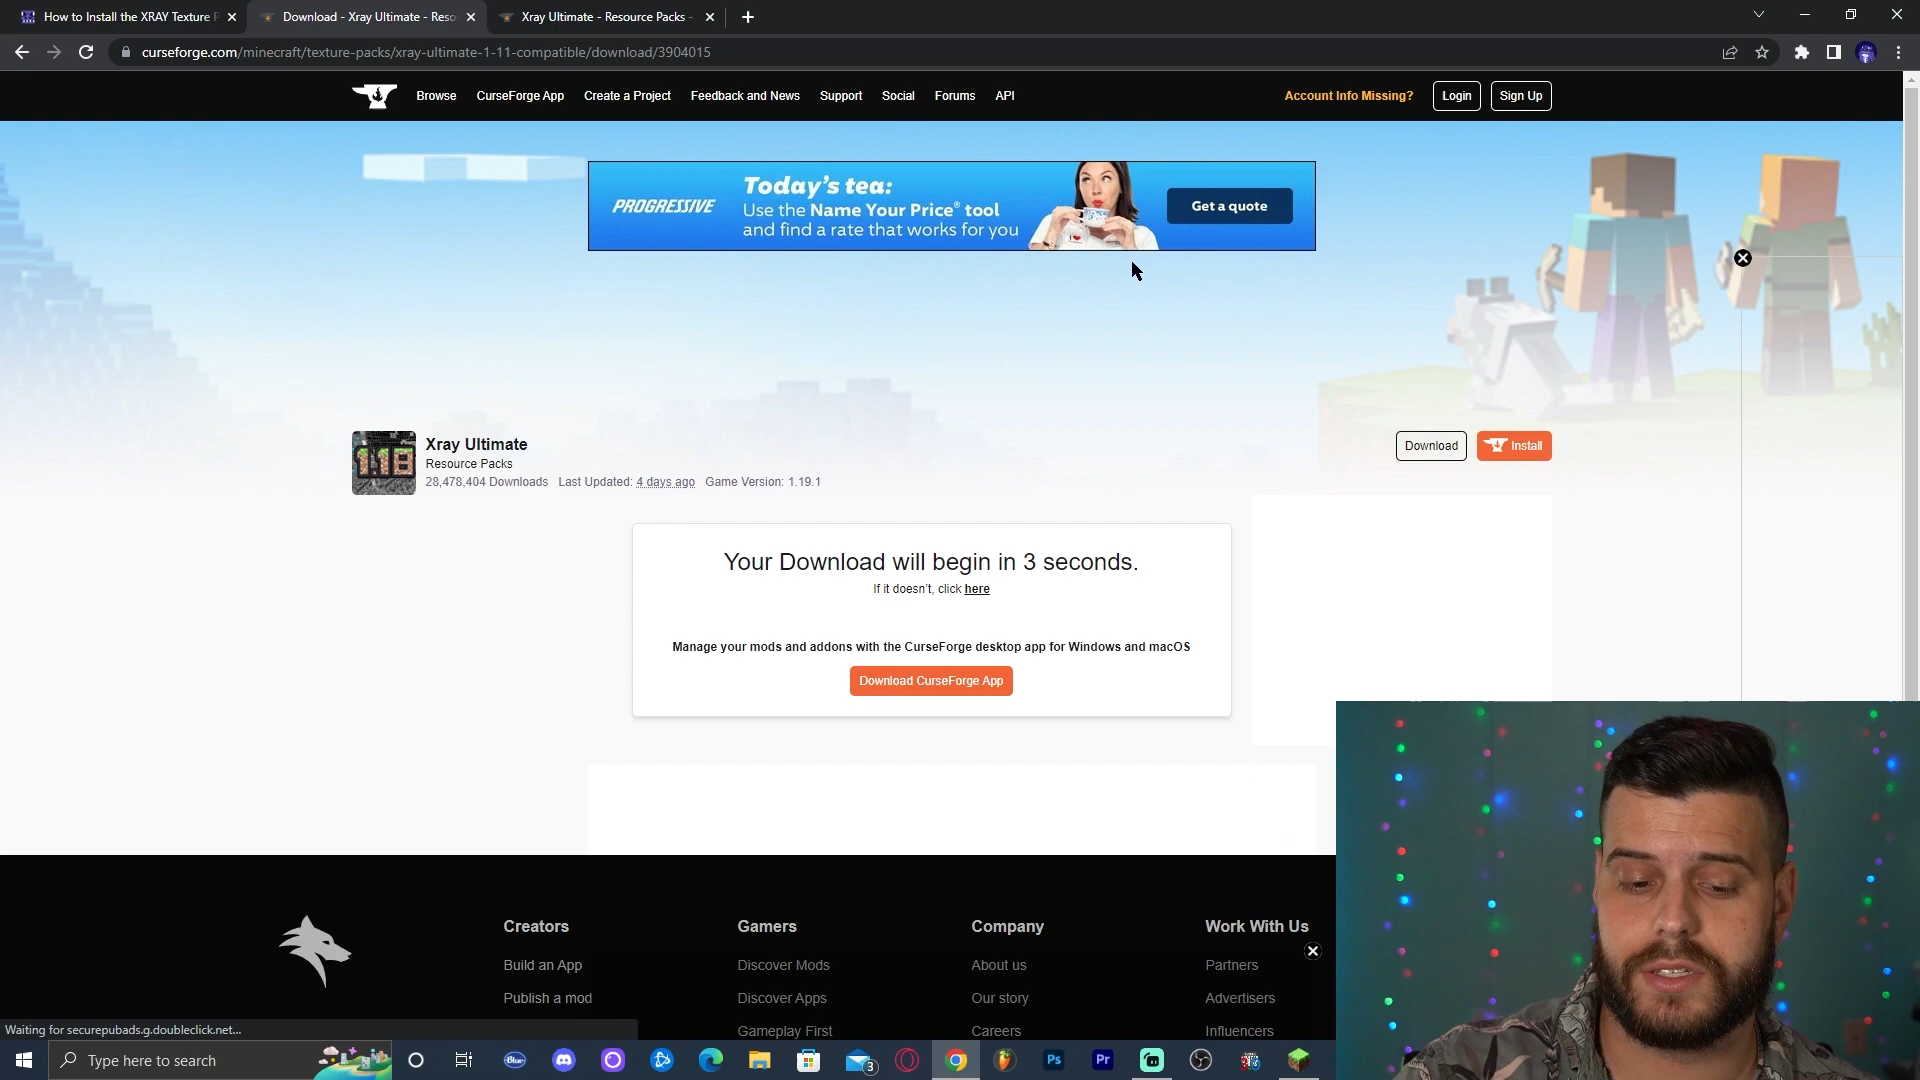 How to Install the XRAY Texture P
Download - Xray Ultimate - Reso
Xray Ultimate - Resource Packs -
curseforge.com/minecraft/texture-packs/xray-ultimate-1-11-compatible/download/3904015
Browse CurseForge App Create a Project Feedback and News Support Social Forums API
Account Info Missing? Login Sign Up
PROGRESSIVE
Today's tea:
Use the Name Your Price® tool
and find a rate that works for you
Get a quote
1.18
Xray Ultimate
Resource Packs
28,478,404 Downloads Last Updated: 4 days ago Game Version: 1.19.1
Download Install
Your Download will begin in 3 seconds.
If it doesn't, click here
Manage your mods and addons with the CurseForge desktop app for Windows and macOS
Download CurseForge App
Creators
Build an App
Publish a mod
Gamers
Discover Mods
Discover Apps
Gameplay First
Company
About us
Our story
Careers
Work With Us
Partners
Advertisers
Influencers
Waiting for securepubads.g.doubleclick.net...
Type here to search
Blue
3
Ps
Pr